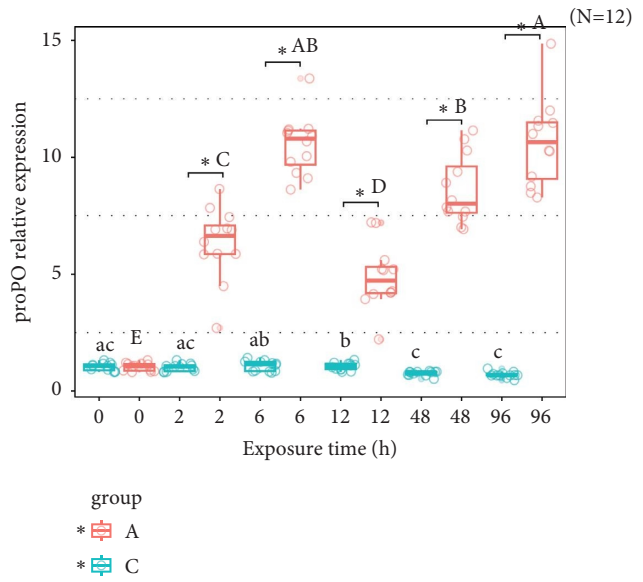 (N=12)
* A
15
* AB
* B
10
* C
* D
5
ac E ac ab b c c
0
0 0 2 2 6 6 12 12 48 48 96 96
proPO relative expression
Exposure time (h)
group
* A
* C